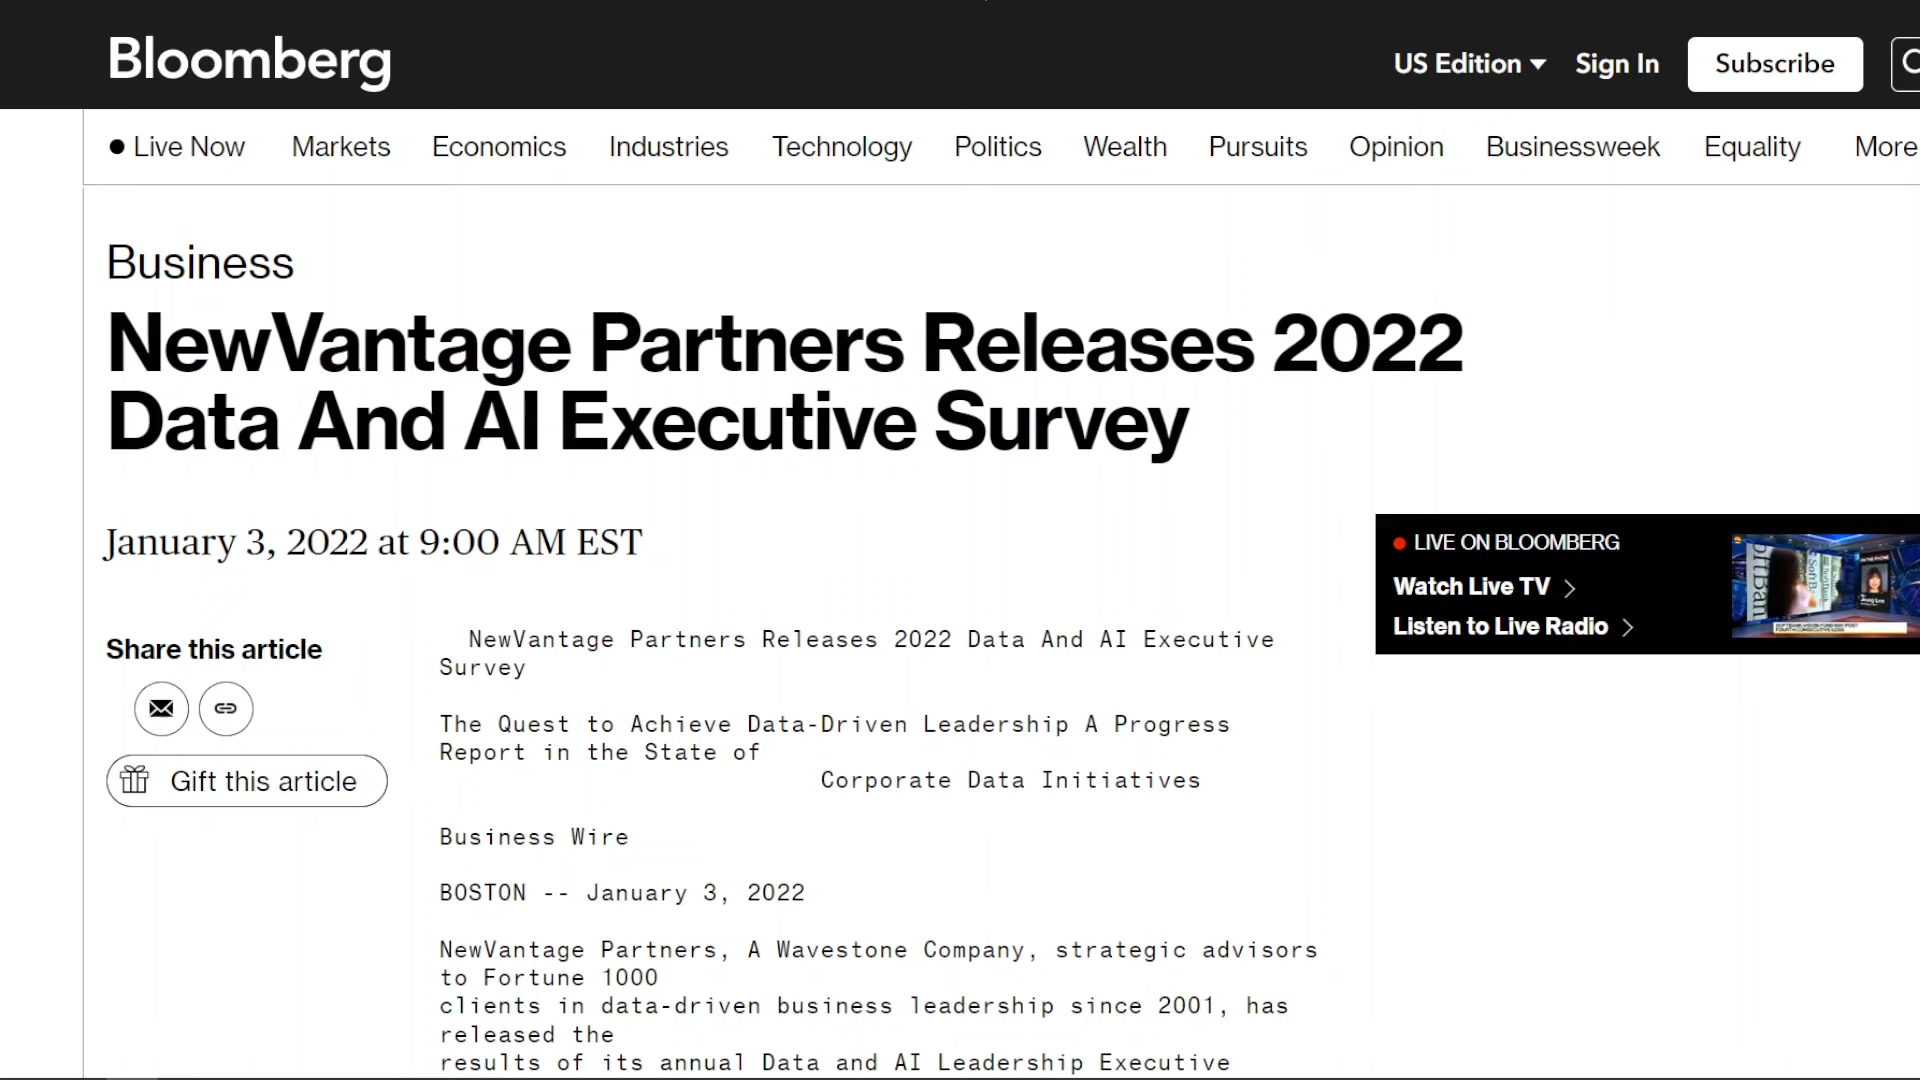 Bloomberg
US Edition
Sign In
Subscribe
Live Now
Markets
Economics
Industries
Technology
Politics
Wealth
Pursuits
Opinion
Businessweek
Equality
More
Business
NewVantage Partners Releases 2022
Data And AI Executive Survey
January 3, 2022 at 9:00 AM EST
LIVE ON BLOOMBERG
Watch Live TV
Listen to Live Radio
Share this article
Gift this article
NewVantage Partners Releases 2022 Data And AI Executive
Survey
The Quest to Achieve Data-Driven Leadership A Progress
Report in the State of
Corporate Data Initiatives
Business Wire
BOSTON -- January 3, 2022
NewVantage Partners, A Wavestone Company, strategic advisors
to Fortune 1000
clients in data-driven business leadership since 2001, has
released the
results of its annual Data and AI Leadership Executive